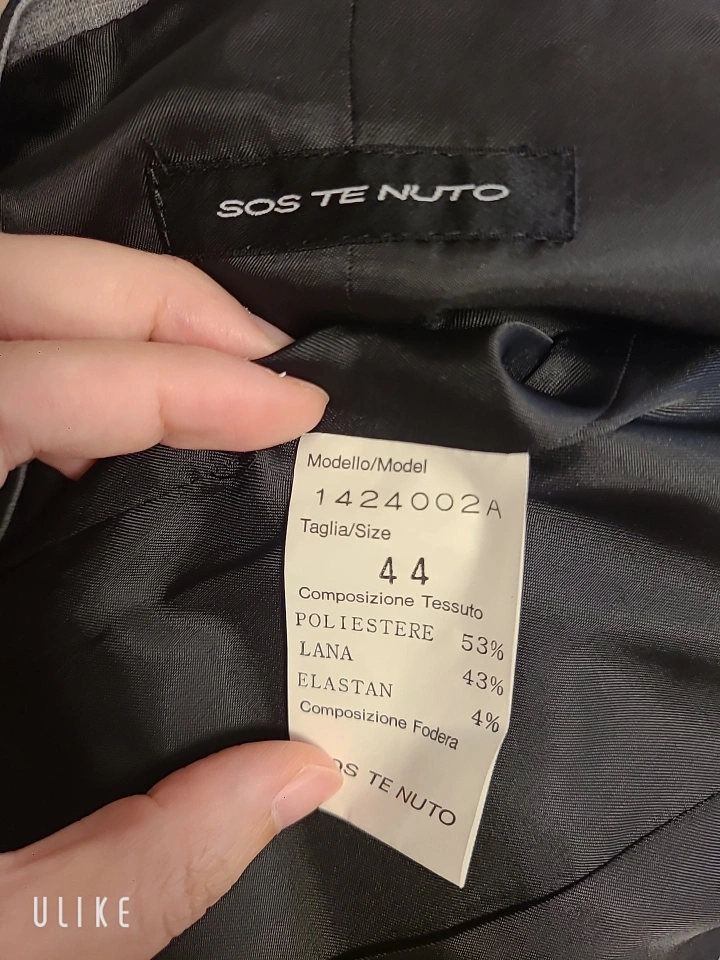 SOS TE NUTO
Modello/Model
1424002A
Taglia/Size
44
Composizione Tessuto
POLIESTERE 53%
LANA 43%
ELASTAN 4%
Composizione Fodera
OS TE NUTO
ULIKE